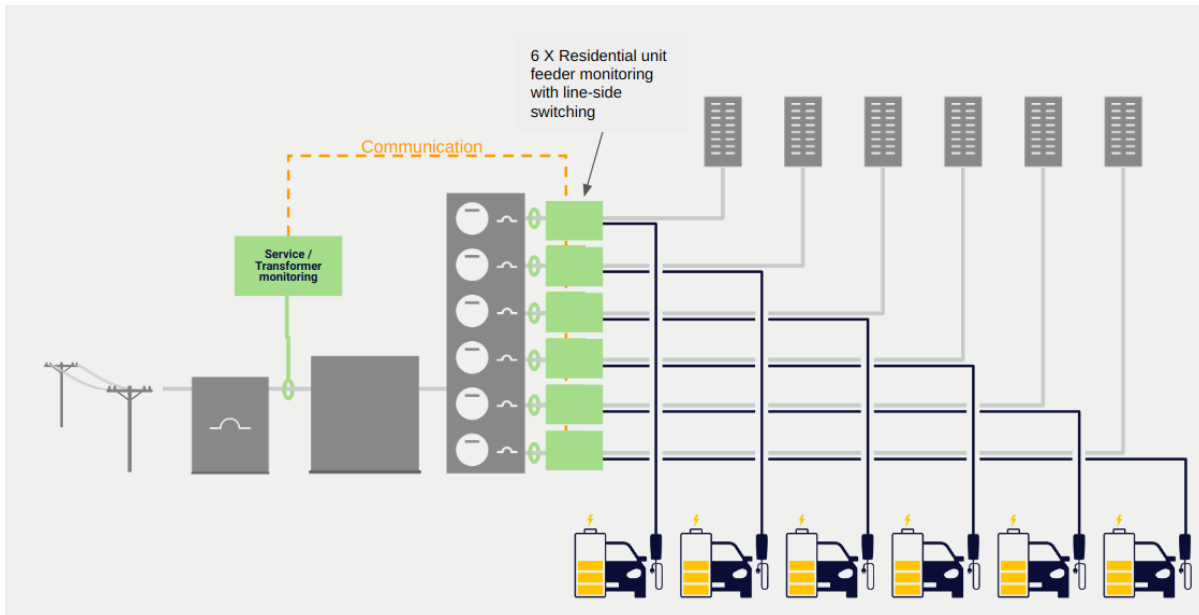 6 X Residential unit
feeder monitoring
with line-side
switching
Communication
Service /
Transformer
monitoring